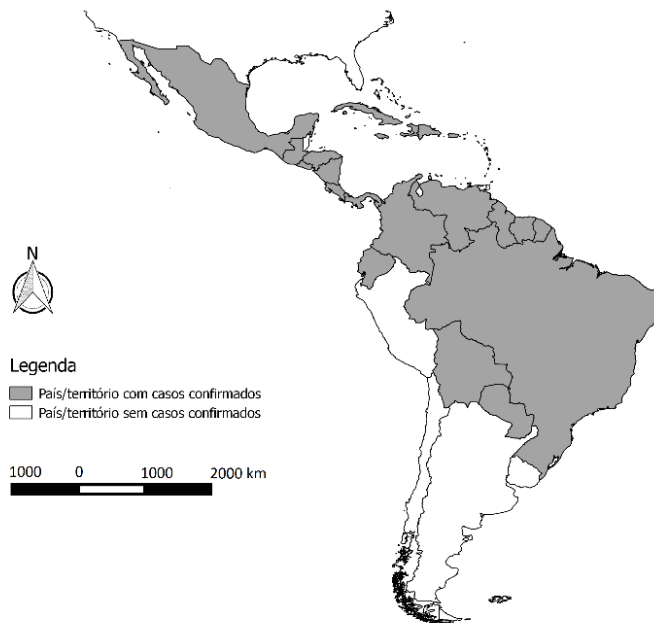 N
Legenda
País/território com casos confirmados
País/território sem casos confirmados
1000 0 1000 2000 km